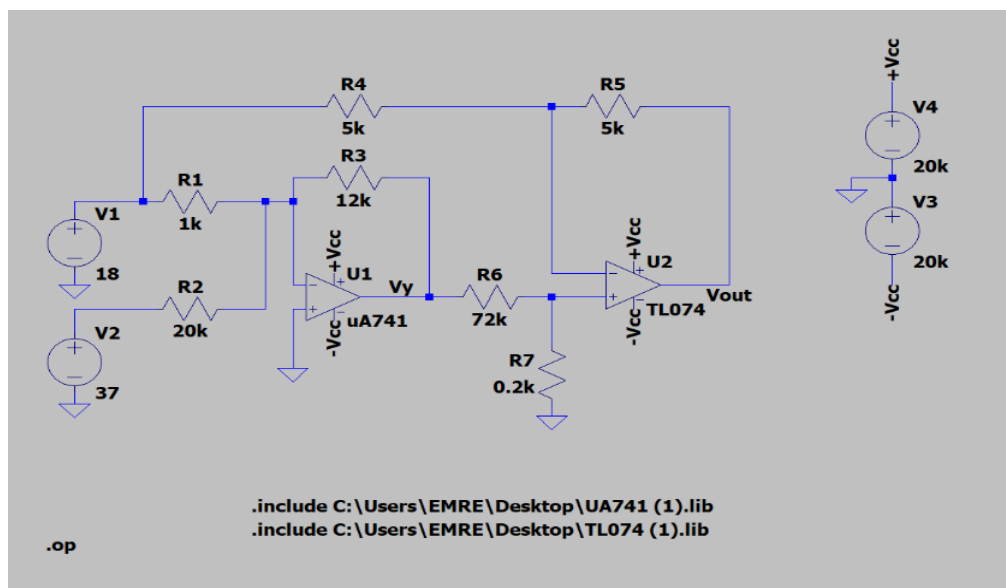 R4
5k
R5
5k
+Vcc
V4
20k
R3
12k
R1
1k
V1
18
V3
20k
-Vcc
+Vcc
U1
Vy
uA741
-Vcc
R6
72k
+Vcc
U2
Vout
TL074
-Vcc
R2
20k
V2
37
R7
0.2k
.include C:\Users\EMRE\Desktop\UA741 (1).lib
.include C:\Users\EMRE\Desktop\TL074 (1).lib
.op